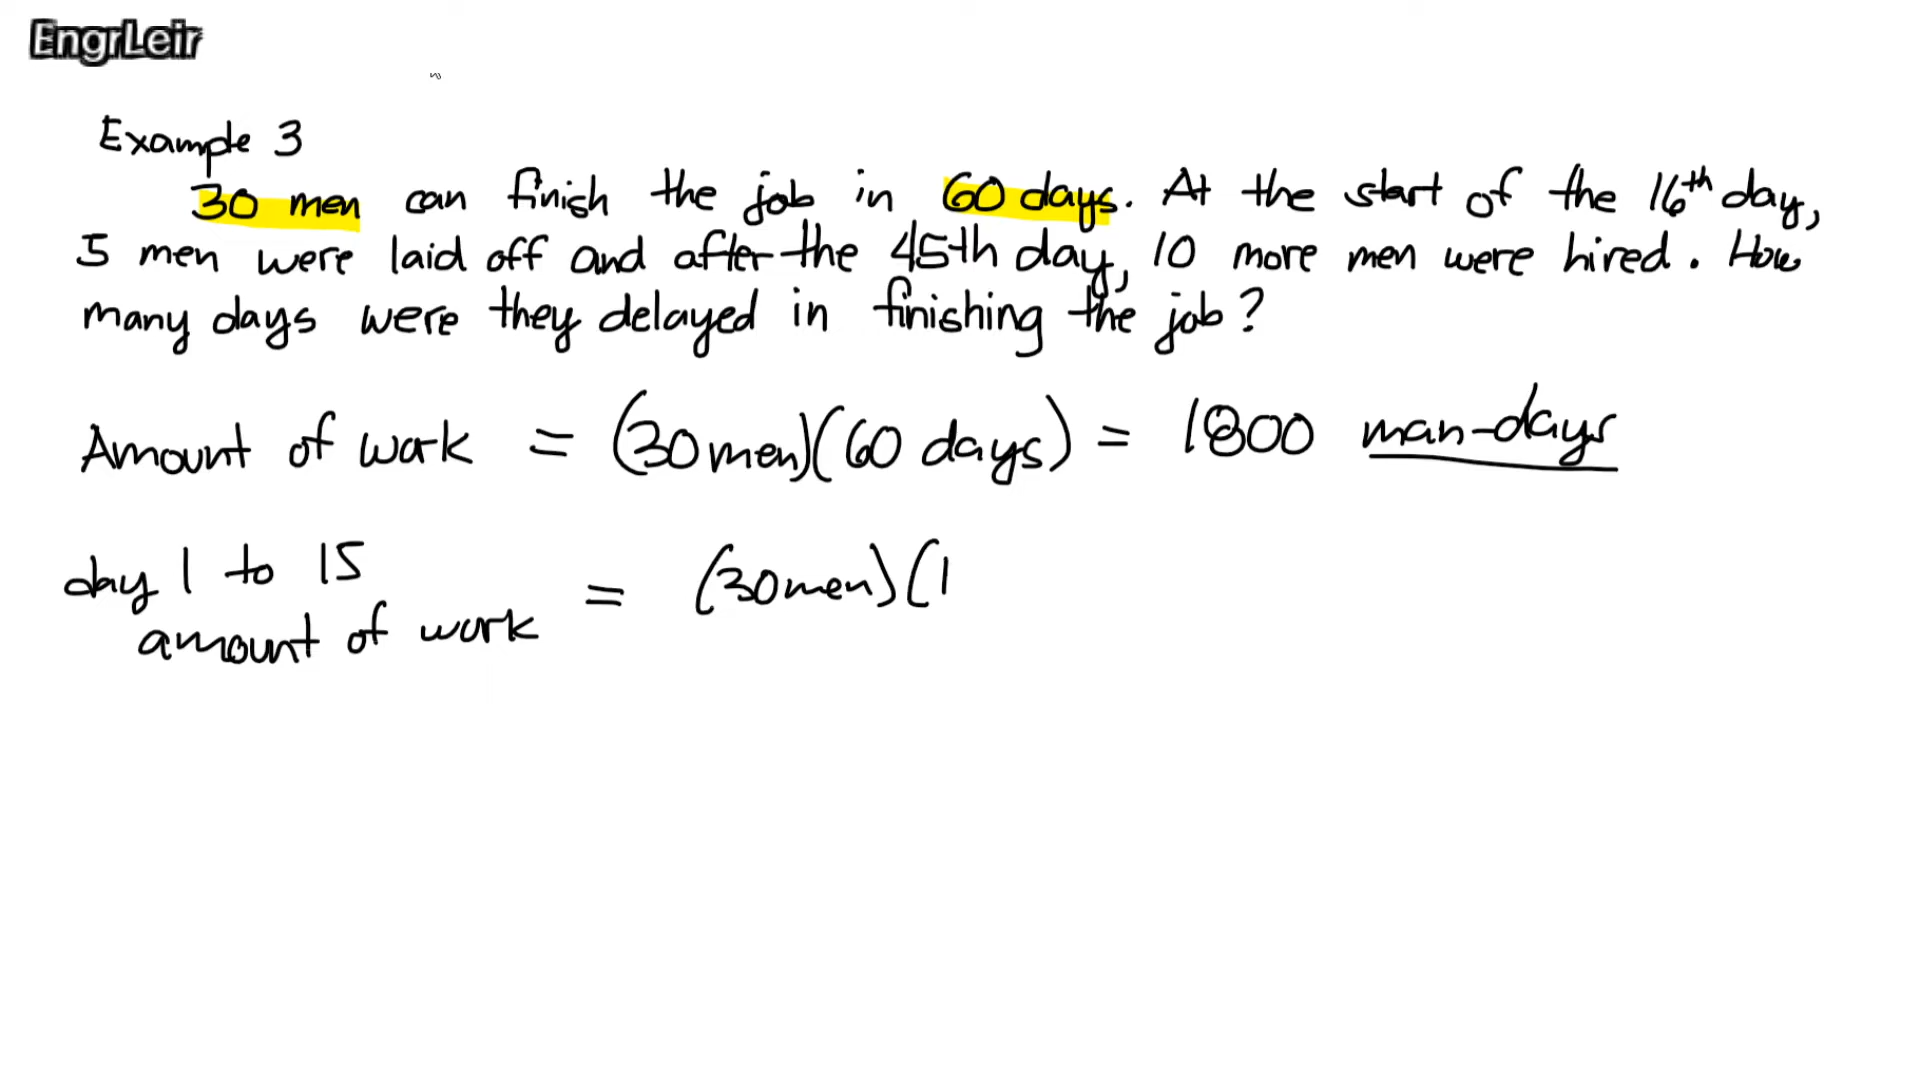 EngrLeir
Example 3
30 men can finish the job in 60 days. At the start of the 16th day,
5 men were laid off and after the 45th day, 10 more men were hired. How
many days were they delayed in finishing the job?
Amount of work = (30 men)(60 days) = 1800 man-days
day 1 to 15
amount of work = (30 men)(1